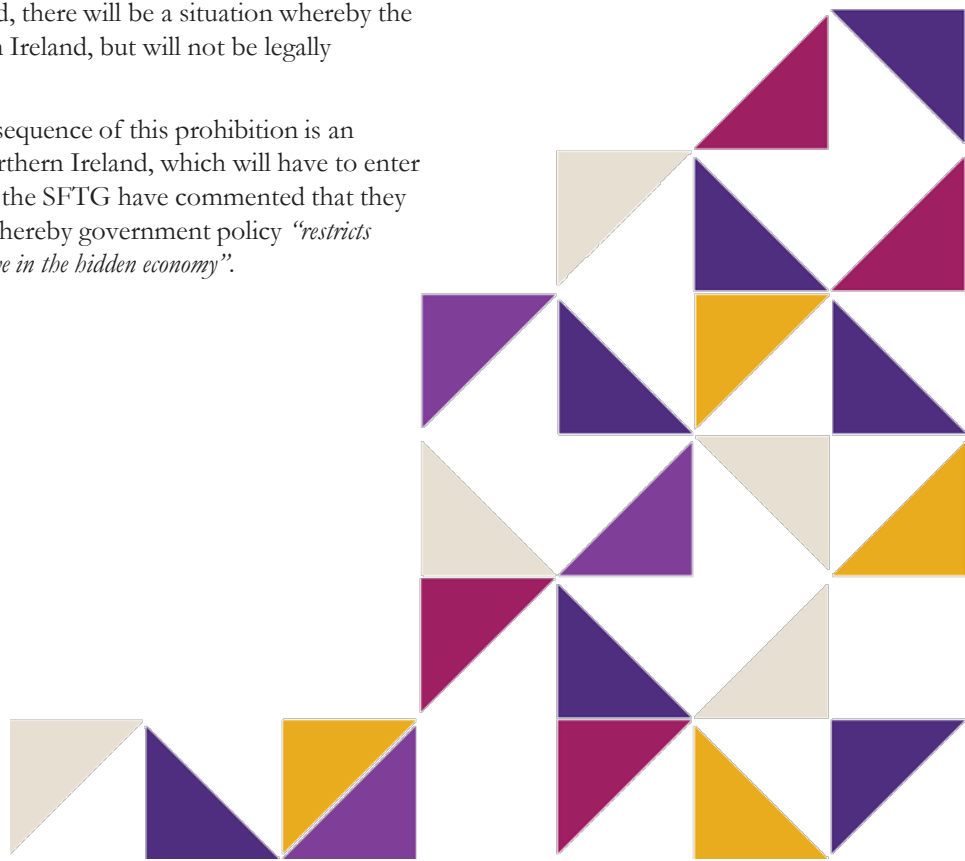 d, there will be a situation whereby the
n Ireland, but will not be legally
sequence of this prohibition is an
rthern Ireland, which will have to enter
the SFTG have commented that they
hereby government policy “restricts
ve in the hidden economy”.